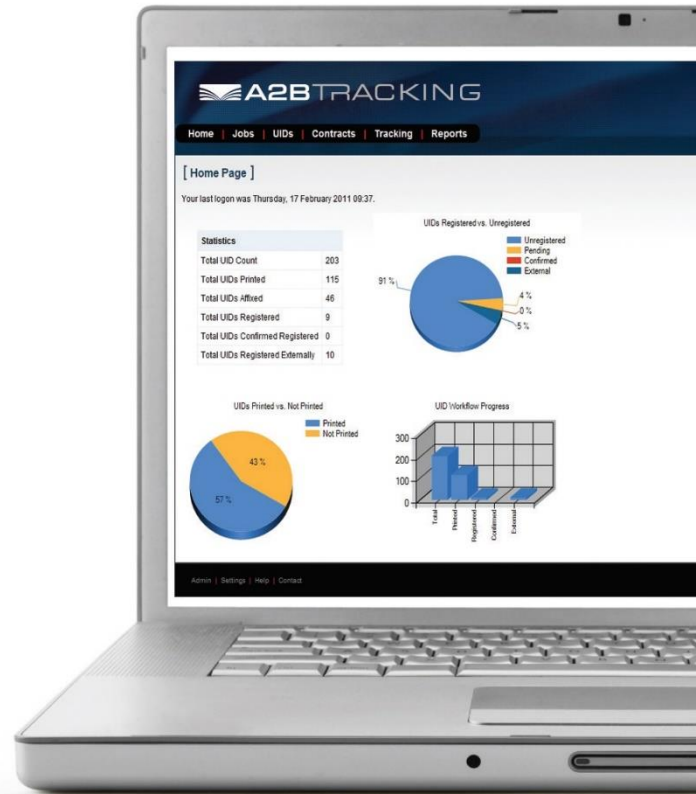 A2BTRACKING
Home | Jobs | UIDs | Contracts | Tracking | Reports
[ Home Page ]
Your last logon was Thursday, 17 February 2011 09:37.
Statistics
Total UID Count 203
Total UIDs Printed 115
Total UIDs Affixed 46
Total UIDs Registered 9
Total UIDs Confirmed Registered 0
Total UIDs Registered Externally 10
UIDs Registered vs. Unregistered
Unregistered
Pending
Confirmed
External
91 %
4 %
0 %
5 %
UIDs Printed vs. Not Printed
Printed
Not Printed
43 %
57 %
UID Workflow Progress
300
200
100
0
Total
Printed
Registered
Confirmed
External
Admin | Settings | Help | Contact